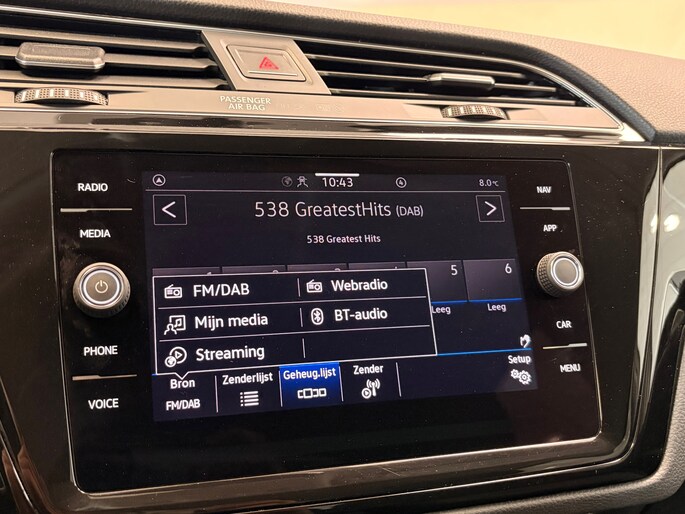 PASSENGER
AIR BAG
RADIO
MEDIA
PHONE
VOICE
10:43
4
8.0°C
< 538 GreatestHits (DAB) >
538 Greatest Hits
5
6
Leeg
Leeg
FM/DAB
Webradio
Mijn media
BT-audio
Streaming
Bron
FM/DAB
Zenderlijst
Geheug.lijst
Zender
Setup
NAV
APP
CAR
MENU